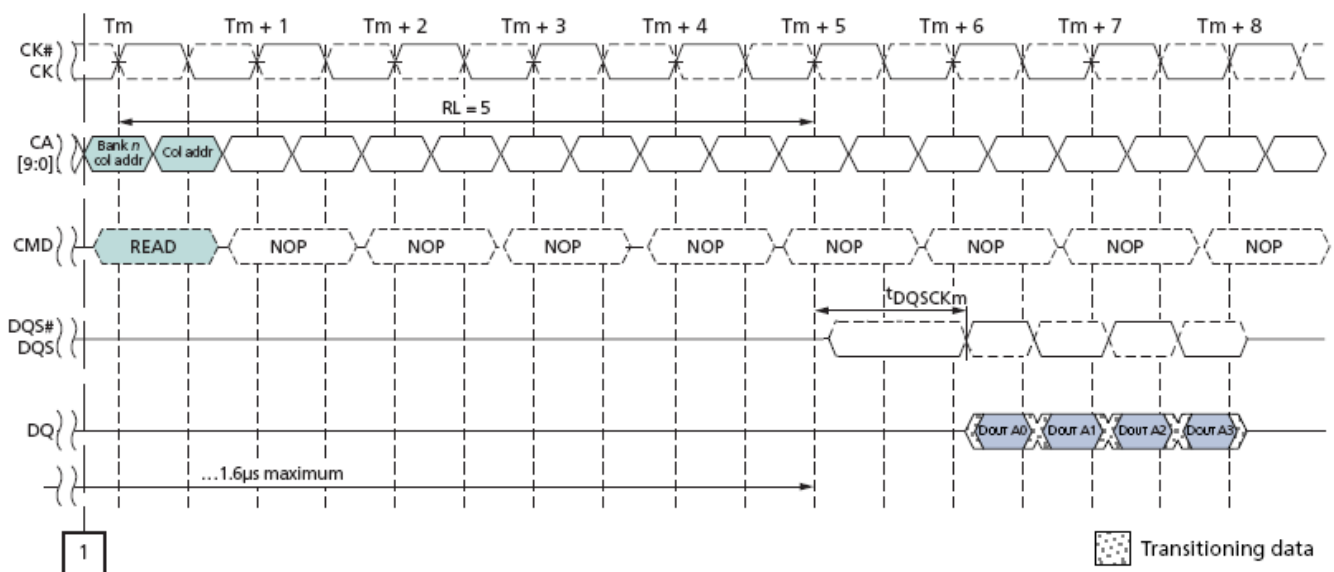 Tm Tm + 1 Tm + 2 Tm + 3 Tm + 4 Tm + 5 Tm + 6 Tm + 7 Tm + 8
CK#
CK
RL = 5
CA
[9:0]
Bank n
col addr
Col addr
CMD READ NOP NOP NOP NOP NOP NOP NOP NOP
tDQSCKm
DQS#
DQS
DQ DOUT A0 DOUT A1 DOUT A2 DOUT A3
...1.6µs maximum
1
Transitioning data